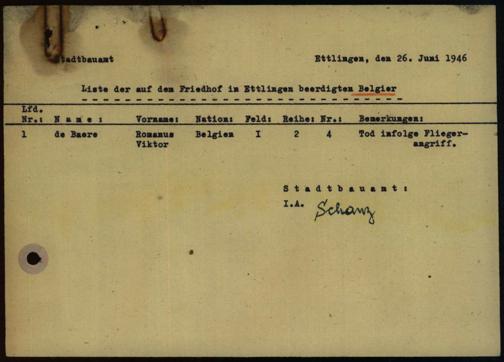 Stadtbauamt Ettlingen, den 26. Juni 1946
Liste der auf dem Friedhof in Ettlingen beerdigten Belgier
Lfd.
Nr.: Name: Vorname: Nation: Feld: Reihe: Nr.: Bemerkungen:
1 de Baere Romanus Belgien I 2 4 Tod infolge Flieger-
Viktor angriff.
Stadtbauamt:
I.A. Schanz